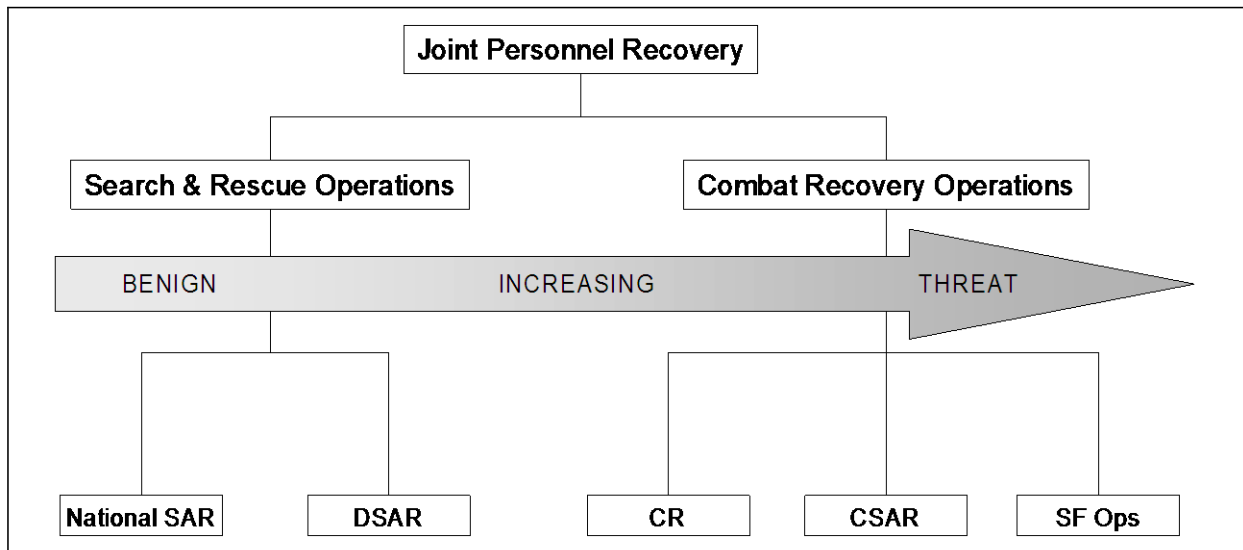 Joint Personnel Recovery
Search & Rescue Operations
Combat Recovery Operations
BENIGN
INCREASING
THREAT
National SAR
DSAR
CR
CSAR
SF Ops